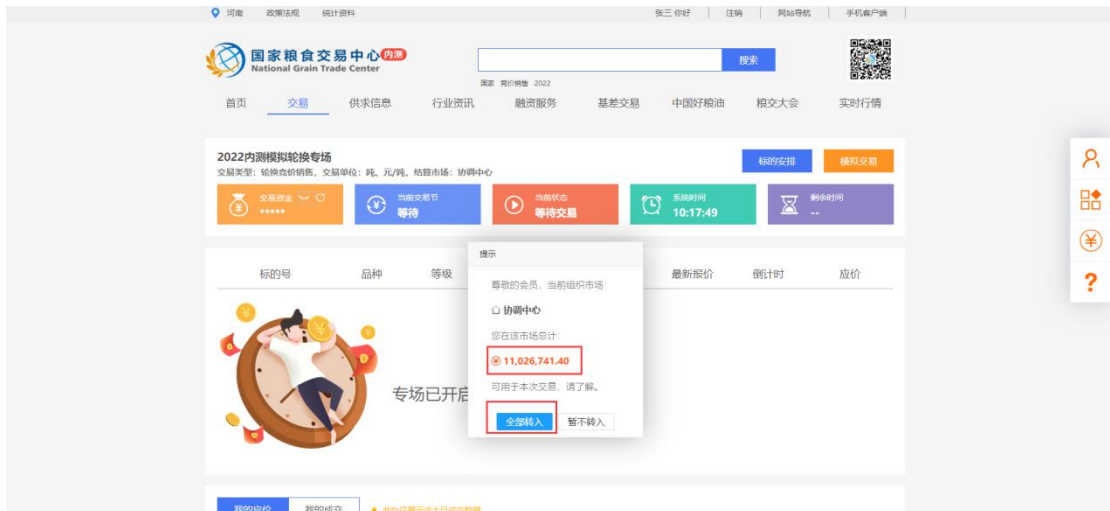 河南 政策法规 统计资料 张三 你好 注销 网站导航 手机客户端
国家粮食交易中心 内测
National Grain Trade Center
搜索
国家 竞价销售 2022
首页 交易 供求信息 行业资讯 融资服务 基差交易 中国好粮油 粮交大会 实时行情
2022内测模拟轮换专场
交易类型：轮换竞价销售，交易单位：吨，元/吨，结算市场：协调中心
标的安排 模拟交易
交易资金 当前交易节 当前状态 系统时间 剩余时间
***** 等待 等待交易 10:17:49 --
提示
标的号 品种 等级 最新报价 倒计时 应价
尊敬的会员，当前组织市场：
协调中心
您在该市场总计：
11,026,741.40
可用于本次交易，请了解。
专场已开启
全部转入 暂不转入
我的应价 我的成交